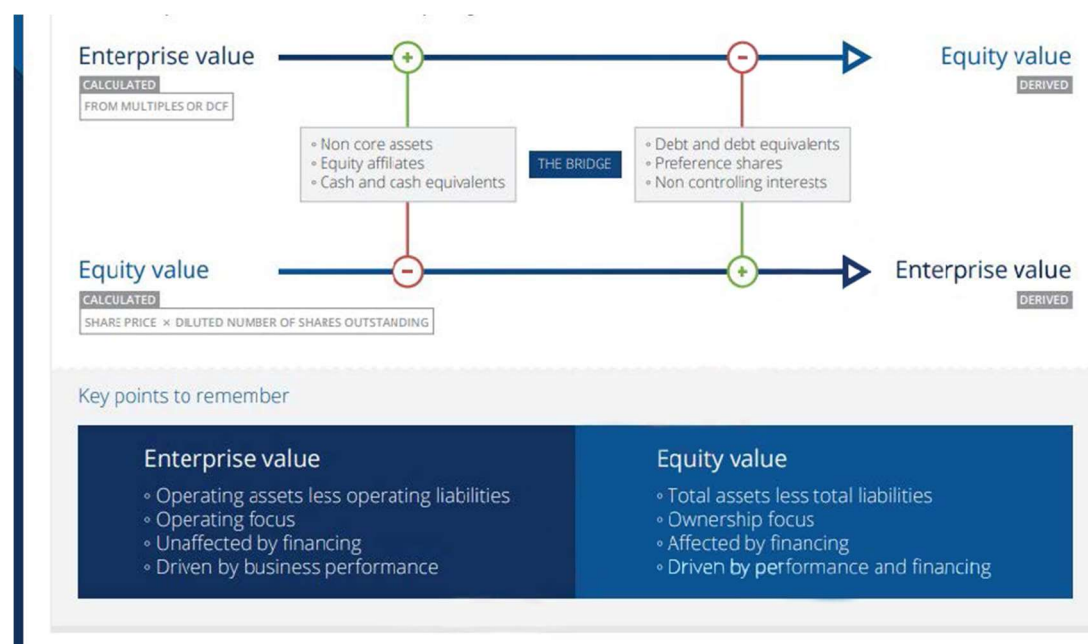 Enterprise value
Equity value
CALCULATED
DERIVED
FROM MULTIPLES OR DCF
◦ Non core assets
◦ Equity affiliates
◦ Cash and cash equivalents
THE BRIDGE
◦ Debt and debt equivalents
◦ Preference shares
◦ Non controlling interests
Equity value
Enterprise value
CALCULATED
DERIVED
SHARE PRICE × DILUTED NUMBER OF SHARES OUTSTANDING
Key points to remember
Enterprise value
◦ Operating assets less operating liabilities
◦ Operating focus
◦ Unaffected by financing
◦ Driven by business performance
Equity value
◦ Total assets less total liabilities
◦ Ownership focus
◦ Affected by financing
◦ Driven by performance and financing